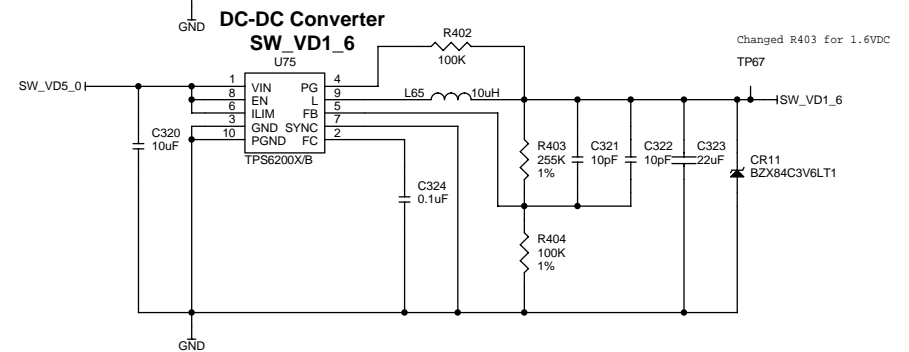 GND
DC-DC Converter
SW_VD1_6
U75
R402
100K
Changed R403 for 1.6VDC
TP67
SW_VD5_0
SW_VD1_6
1 VIN PG 4
8 EN L 9
6 ILIM FB 5
3 GND SYNC 7
10 PGND FC 2
TPS6200X/B
L65 10uH
C320
10uF
R403
255K
1%
C321
10pF
C322
10pF
C323
22uF
CR11
BZX84C3V6LT1
C324
0.1uF
R404
100K
1%
GND